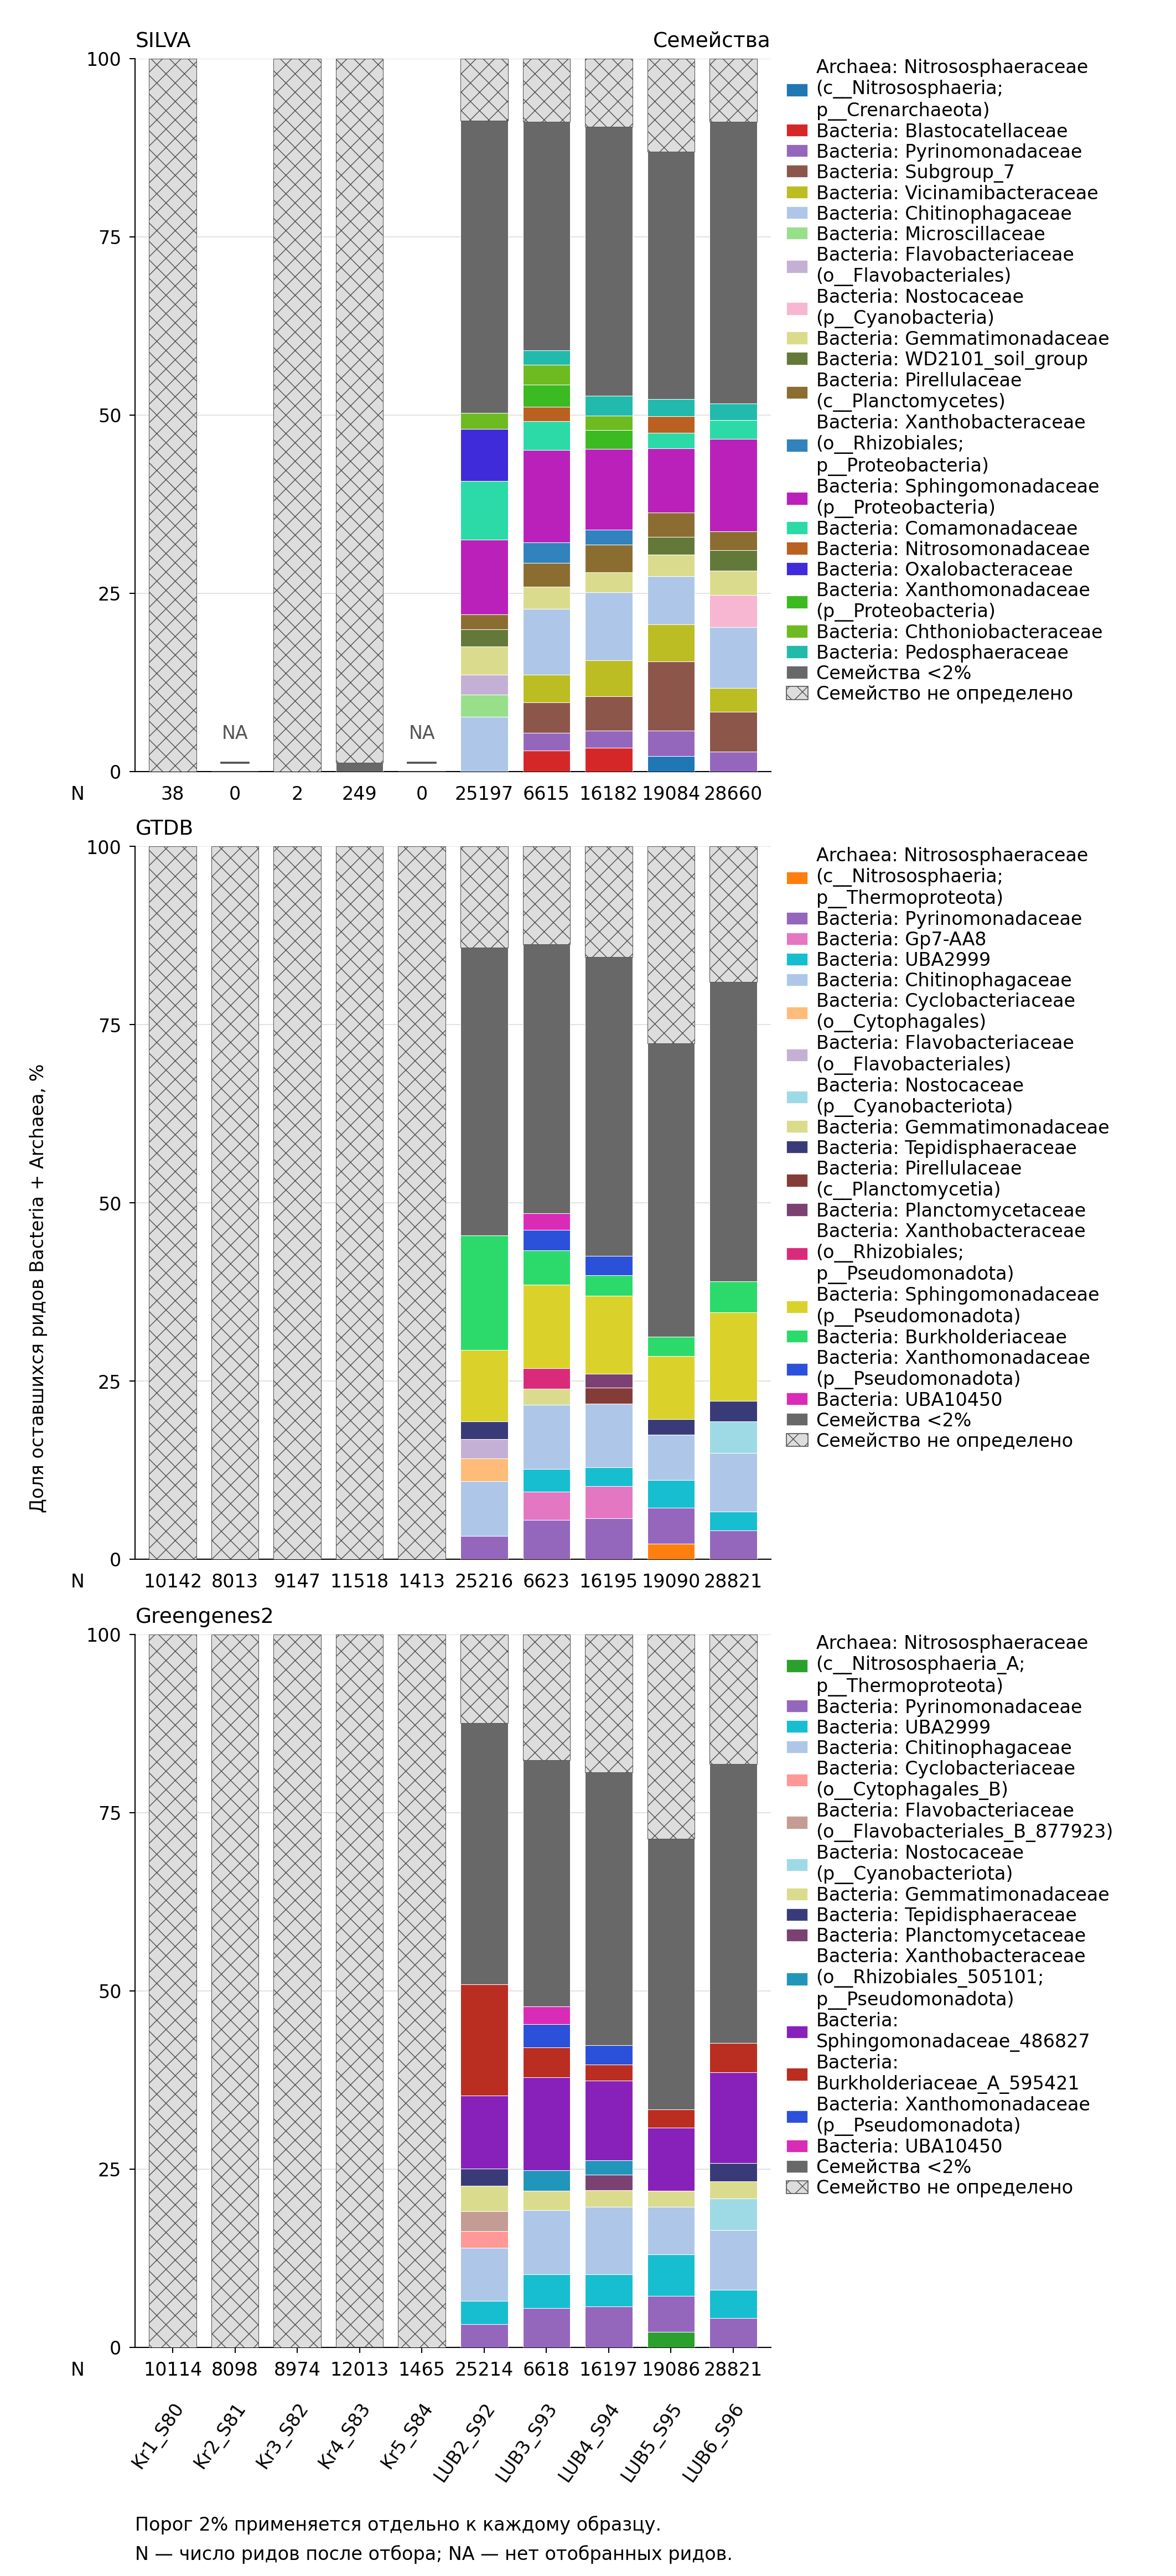 SILVA
Семейства
100
75
50
25
0
NA
NA
N
38
0
2
249
0
25197
6615
16182
19084
28660
Archaea: Nitrososphaeraceae
(c__Nitrososphaeria;
p__Crenarchaeota)
Bacteria: Blastocatellaceae
Bacteria: Pyrinomonadaceae
Bacteria: Subgroup_7
Bacteria: Vicinamibacteraceae
Bacteria: Chitinophagaceae
Bacteria: Microscillaceae
Bacteria: Flavobacteriaceae
(o__Flavobacteriales)
Bacteria: Nostocaceae
(p__Cyanobacteria)
Bacteria: Gemmatimonadaceae
Bacteria: WD2101_soil_group
Bacteria: Pirellulaceae
(c__Planctomycetes)
Bacteria: Xanthobacteraceae
(o__Rhizobiales;
p__Proteobacteria)
Bacteria: Sphingomonadaceae
(p__Proteobacteria)
Bacteria: Comamonadaceae
Bacteria: Nitrosomonadaceae
Bacteria: Oxalobacteraceae
Bacteria: Xanthomonadaceae
(p__Proteobacteria)
Bacteria: Chthoniobacteraceae
Bacteria: Pedosphaeraceae
Семейства <2%
Семейство не определено
Доля оставшихся ридов Bacteria + Archaea, %
GTDB
100
75
50
25
0
N
10142
8013
9147
11518
1413
25216
6623
16195
19090
28821
Archaea: Nitrososphaeraceae
(c__Nitrososphaeria;
p__Thermoproteota)
Bacteria: Pyrinomonadaceae
Bacteria: Gp7-AA8
Bacteria: UBA2999
Bacteria: Chitinophagaceae
Bacteria: Cyclobacteriaceae
(o__Cytophagales)
Bacteria: Flavobacteriaceae
(o__Flavobacteriales)
Bacteria: Nostocaceae
(p__Cyanobacteriota)
Bacteria: Gemmatimonadaceae
Bacteria: Tepidisphaeraceae
Bacteria: Pirellulaceae
(c__Planctomycetia)
Bacteria: Planctomycetaceae
Bacteria: Xanthobacteraceae
(o__Rhizobiales;
p__Pseudomonadota)
Bacteria: Sphingomonadaceae
(p__Pseudomonadota)
Bacteria: Burkholderiaceae
Bacteria: Xanthomonadaceae
(p__Pseudomonadota)
Bacteria: UBA10450
Семейства <2%
Семейство не определено
Greengenes2
100
75
50
25
0
N
10114
8098
8974
12013
1465
25214
6618
16197
19086
28821
Kr1_S80
Kr2_S81
Kr3_S82
Kr4_S83
Kr5_S84
LUB2_S92
LUB3_S93
LUB4_S94
LUB5_S95
LUB6_S96
Archaea: Nitrososphaeraceae
(c__Nitrososphaeria_A;
p__Thermoproteota)
Bacteria: Pyrinomonadaceae
Bacteria: UBA2999
Bacteria: Chitinophagaceae
Bacteria: Cyclobacteriaceae
(o__Cytophagales_B)
Bacteria: Flavobacteriaceae
(o__Flavobacteriales_B_877923)
Bacteria: Nostocaceae
(p__Cyanobacteriota)
Bacteria: Gemmatimonadaceae
Bacteria: Tepidisphaeraceae
Bacteria: Planctomycetaceae
Bacteria: Xanthobacteraceae
(o__Rhizobiales_505101;
p__Pseudomonadota)
Bacteria:
Sphingomonadaceae_486827
Bacteria:
Burkholderiaceae_A_595421
Bacteria: Xanthomonadaceae
(p__Pseudomonadota)
Bacteria: UBA10450
Семейства <2%
Семейство не определено
Порог 2% применяется отдельно к каждому образцу.
N — число ридов после отбора; NA — нет отобранных ридов.